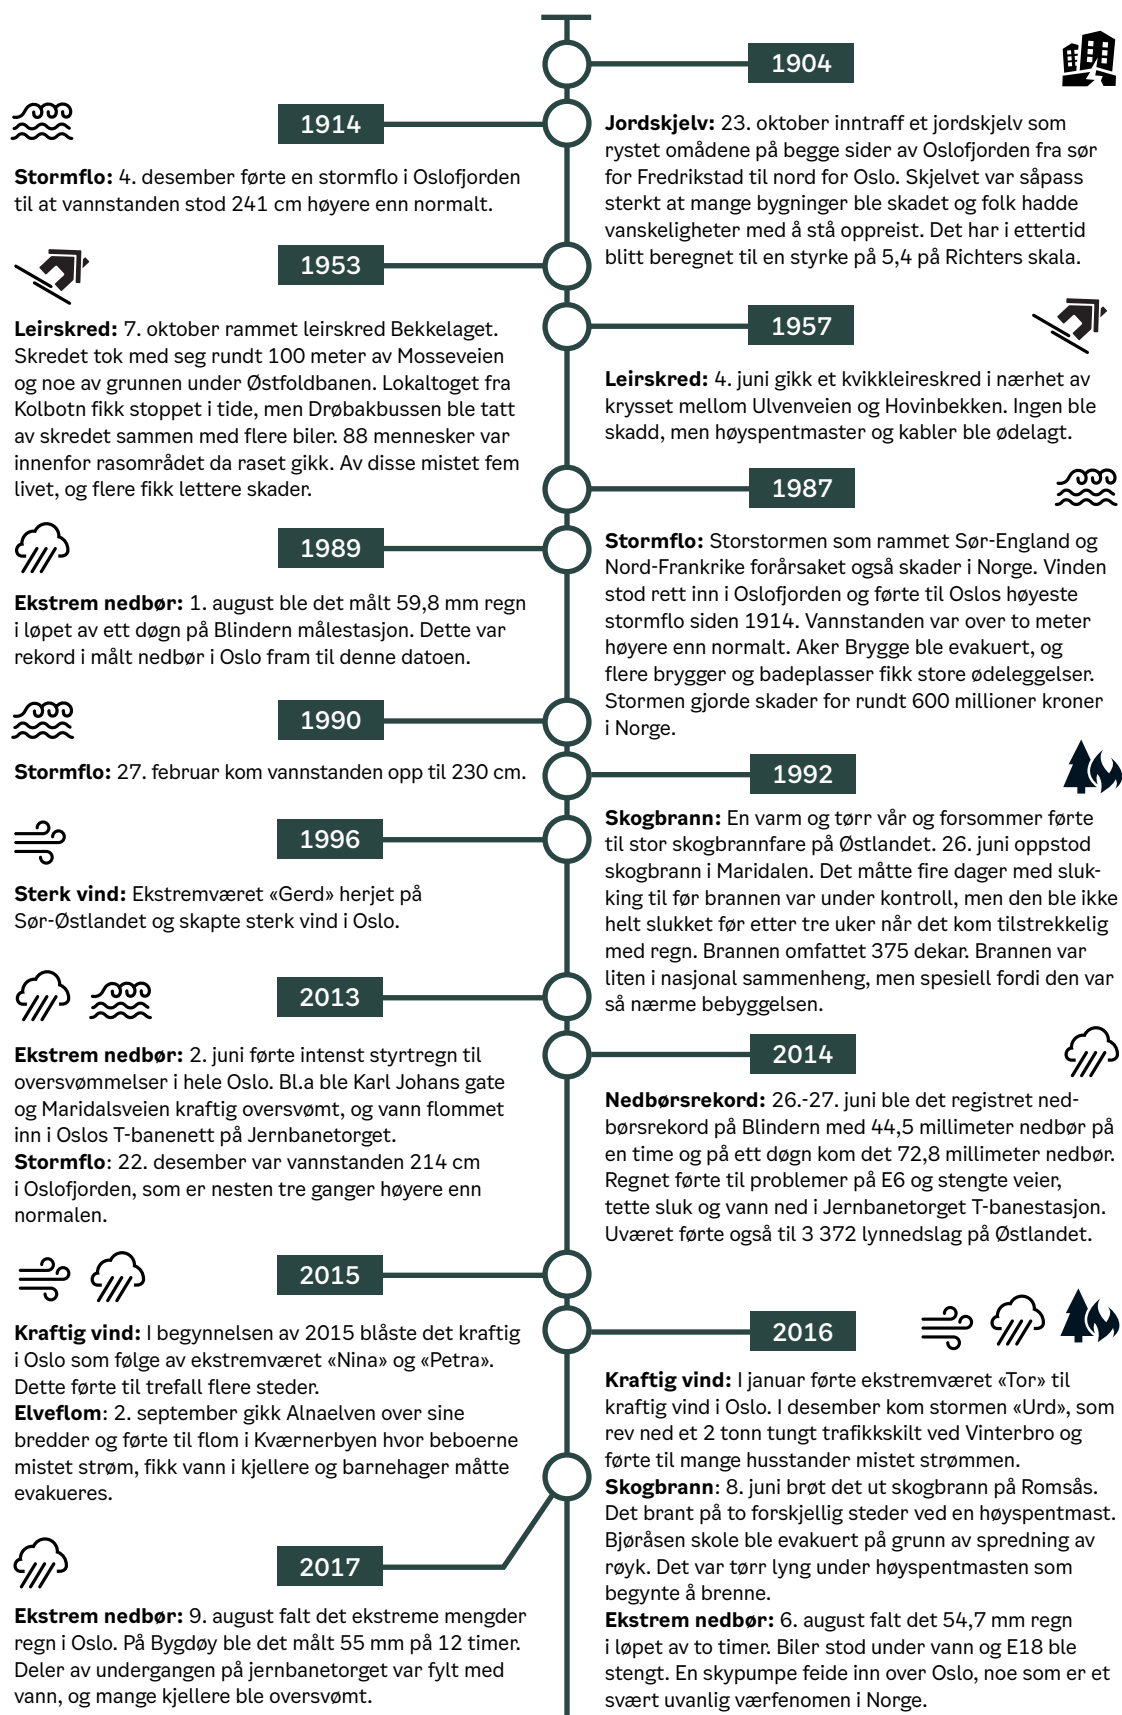 1904
Jordskjelv: 23. oktober inntraff et jordskjelv som
rystet omådene på begge sider av Oslofjorden fra sør
for Fredrikstad til nord for Oslo. Skjelvet var såpass
sterkt at mange bygninger ble skadet og folk hadde
vanskeligheter med å stå oppreist. Det har i ettertid
blitt beregnet til en styrke på 5,4 på Richters skala.
1914
Stormflo: 4. desember førte en stormflo i Oslofjorden
til at vannstanden stod 241 cm høyere enn normalt.
1953
Leirskred: 7. oktober rammet leirskred Bekkelaget.
Skredet tok med seg rundt 100 meter av Mosseveien
og noe av grunnen under Østfoldbanen. Lokaltoget fra
Kolbotn fikk stoppet i tide, men Drøbakbussen ble tatt
av skredet sammen med flere biler. 88 mennesker var
innenfor rasområdet da raset gikk. Av disse mistet fem
livet, og flere fikk lettere skader.
1957
Leirskred: 4. juni gikk et kvikkleireskred i nærhet av
krysset mellom Ulvenveien og Hovinbekken. Ingen ble
skadd, men høyspentmaster og kabler ble ødelagt.
1987
Stormflo: Storstormen som rammet Sør-England og
Nord-Frankrike forårsaket også skader i Norge. Vinden
stod rett inn i Oslofjorden og førte til Oslos høyeste
stormflo siden 1914. Vannstanden var over to meter
høyere enn normalt. Aker Brygge ble evakuert, og
flere brygger og badeplasser fikk store ødeleggelser.
Stormen gjorde skader for rundt 600 millioner kroner
i Norge.
1989
Ekstrem nedbør: 1. august ble det målt 59,8 mm regn
i løpet av ett døgn på Blindern målestasjon. Dette var
rekord i målt nedbør i Oslo fram til denne datoen.
1990
Stormflo: 27. februar kom vannstanden opp til 230 cm.
1992
Skogbrann: En varm og tørr vår og forsommer førte
til stor skogbrannfare på Østlandet. 26. juni oppstod
skogbrann i Maridalen. Det måtte fire dager med sluk-
king til før brannen var under kontroll, men den ble ikke
helt slukket før etter tre uker når det kom tilstrekkelig
med regn. Brannen omfattet 375 dekar. Brannen var
liten i nasjonal sammenheng, men spesiell fordi den var
så nærme bebyggelsen.
1996
Sterk vind: Ekstremværet «Gerd» herjet på
Sør-Østlandet og skapte sterk vind i Oslo.
2013
Ekstrem nedbør: 2. juni førte intenst styrtregn til
oversvømmelser i hele Oslo. Bl.a ble Karl Johans gate
og Maridalsveien kraftig oversvømt, og vann flommet
inn i Oslos T-banenett på Jernbanetorget.
Stormflo: 22. desember var vannstanden 214 cm
i Oslofjorden, som er nesten tre ganger høyere enn
normalen.
2014
Nedbørsrekord: 26.-27. juni ble det registret ned-
børsrekord på Blindern med 44,5 millimeter nedbør på
en time og på ett døgn kom det 72,8 millimeter nedbør.
Regnet førte til problemer på E6 og stengte veier,
tette sluk og vann ned i Jernbanetorget T-banestasjon.
Uværet førte også til 3 372 lynnedslag på Østlandet.
2015
Kraftig vind: I begynnelsen av 2015 blåste det kraftig
i Oslo som følge av ekstremværet «Nina» og «Petra».
Dette førte til trefall flere steder.
Elveflom: 2. september gikk Alnaelven over sine
bredder og førte til flom i Kværnerbyen hvor beboerne
mistet strøm, fikk vann i kjellere og barnehager måtte
evakueres.
2016
Kraftig vind: I januar førte ekstremværet «Tor» til
kraftig vind i Oslo. I desember kom stormen «Urd», som
rev ned et 2 tonn tungt trafikkskilt ved Vinterbro og
førte til mange husstander mistet strømmen.
Skogbrann: 8. juni brøt det ut skogbrann på Romsås.
Det brant på to forskjellig steder ved en høyspentmast.
Bjøråsen skole ble evakuert på grunn av spredning av
røyk. Det var tørr lyng under høyspentmasten som
begynte å brenne.
Ekstrem nedbør: 6. august falt det 54,7 mm regn
i løpet av to timer. Biler stod under vann og E18 ble
stengt. En skypumpe feide inn over Oslo, noe som er et
svært uvanlig værfenomen i Norge.
2017
Ekstrem nedbør: 9. august falt det ekstreme mengder
regn i Oslo. På Bygdøy ble det målt 55 mm på 12 timer.
Deler av undergangen på jernbanetorget var fylt med
vann, og mange kjellere ble oversvømt.